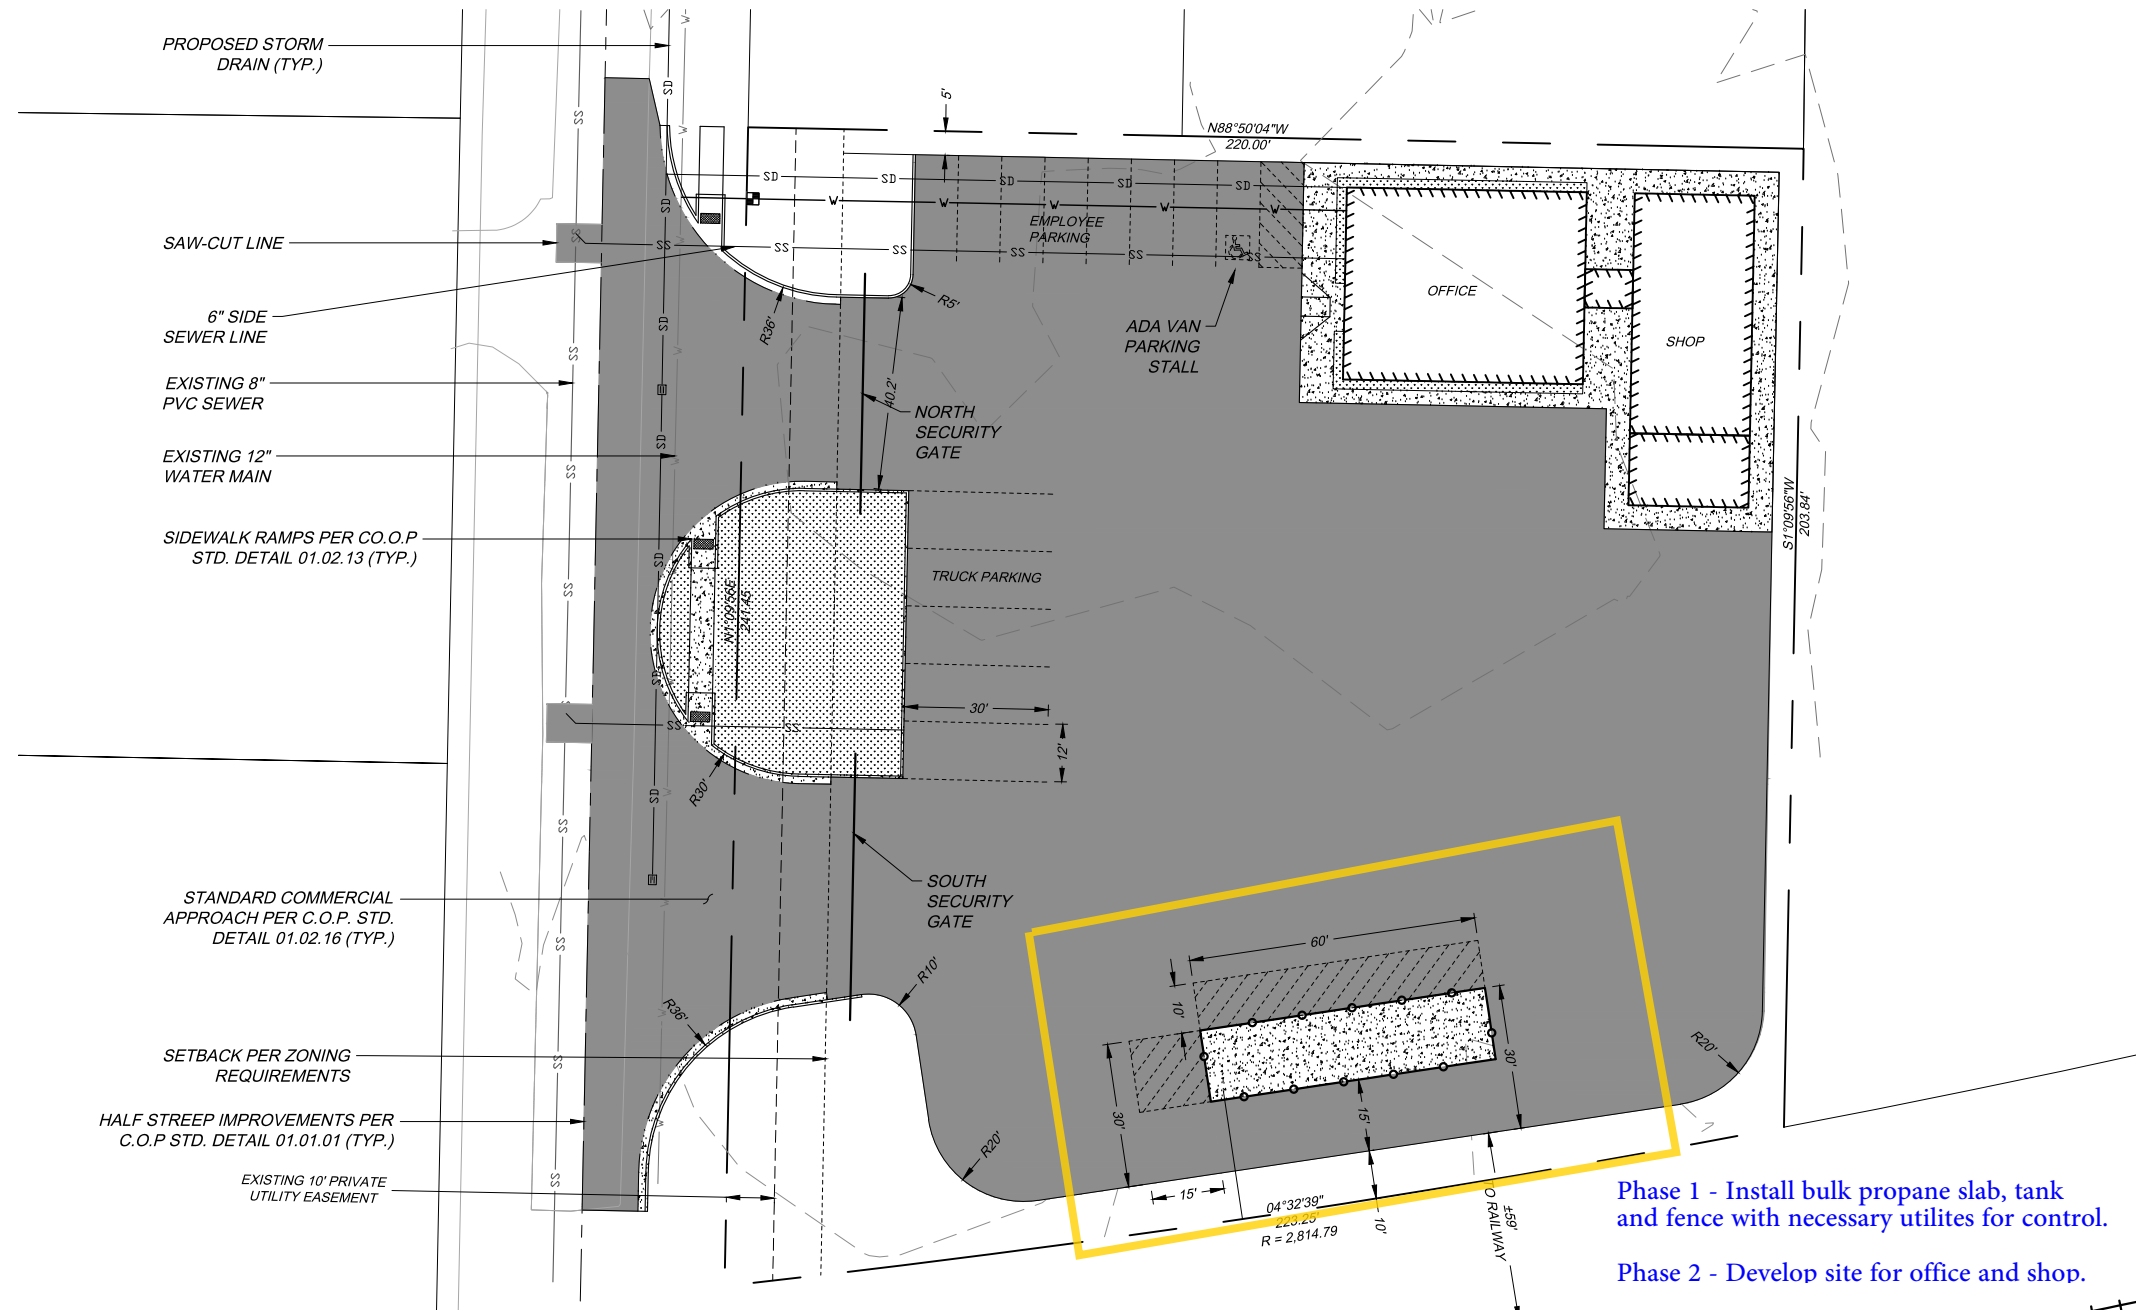 PROPOSED STORM
DRAIN (TYP.)
SAW-CUT LINE
6" SIDE
SEWER LINE
EXISTING 8"
PVC SEWER
EXISTING 12"
WATER MAIN
SIDEWALK RAMPS PER CO.O.P
STD. DETAIL 01.02.13 (TYP.)
STANDARD COMMERCIAL
APPROACH PER C.O.P. STD.
DETAIL 01.02.16 (TYP.)
SETBACK PER ZONING
REQUIREMENTS
HALF STREEP IMPROVEMENTS PER
C.O.P STD. DETAIL 01.01.01 (TYP.)
EXISTING 10' PRIVATE
UTILITY EASEMENT
5'
N88°50'04"W
220.00'
SD SD SD SD SD
W W W W W
EMPLOYEE
PARKING
SS SS SS SS SS SS
R36'
R5'
40.2'
ADA VAN
PARKING
STALL
OFFICE
SHOP
NORTH
SECURITY
GATE
S1°09'56"W
203.84'
N1°09'56E
241.45
TRUCK PARKING
30'
12'
SS SS
R30'
SOUTH
SECURITY
GATE
R10'
R36'
R20'
60'
10'
30'
30'
15'
15'
10'
R20'
04°32'39"
223.25'
R = 2,814.79
±59'
TO RAILWAY
Phase 1 - Install bulk propane slab, tank
and fence with necessary utilites for control.
Phase 2 - Develop site for office and shop.